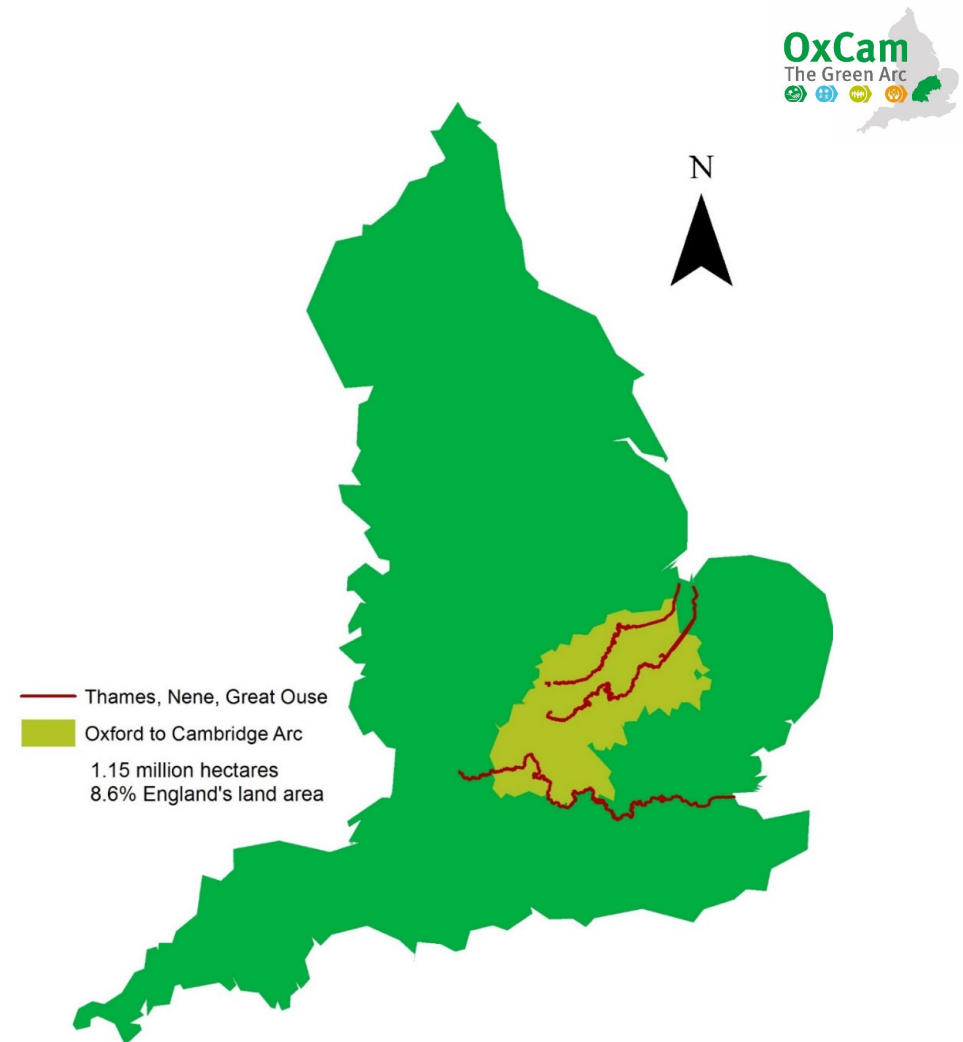 OxCam
The Green Arc
N
Thames, Nene, Great Ouse
Oxford to Cambridge Arc
1.15 million hectares
8.6% England's land area